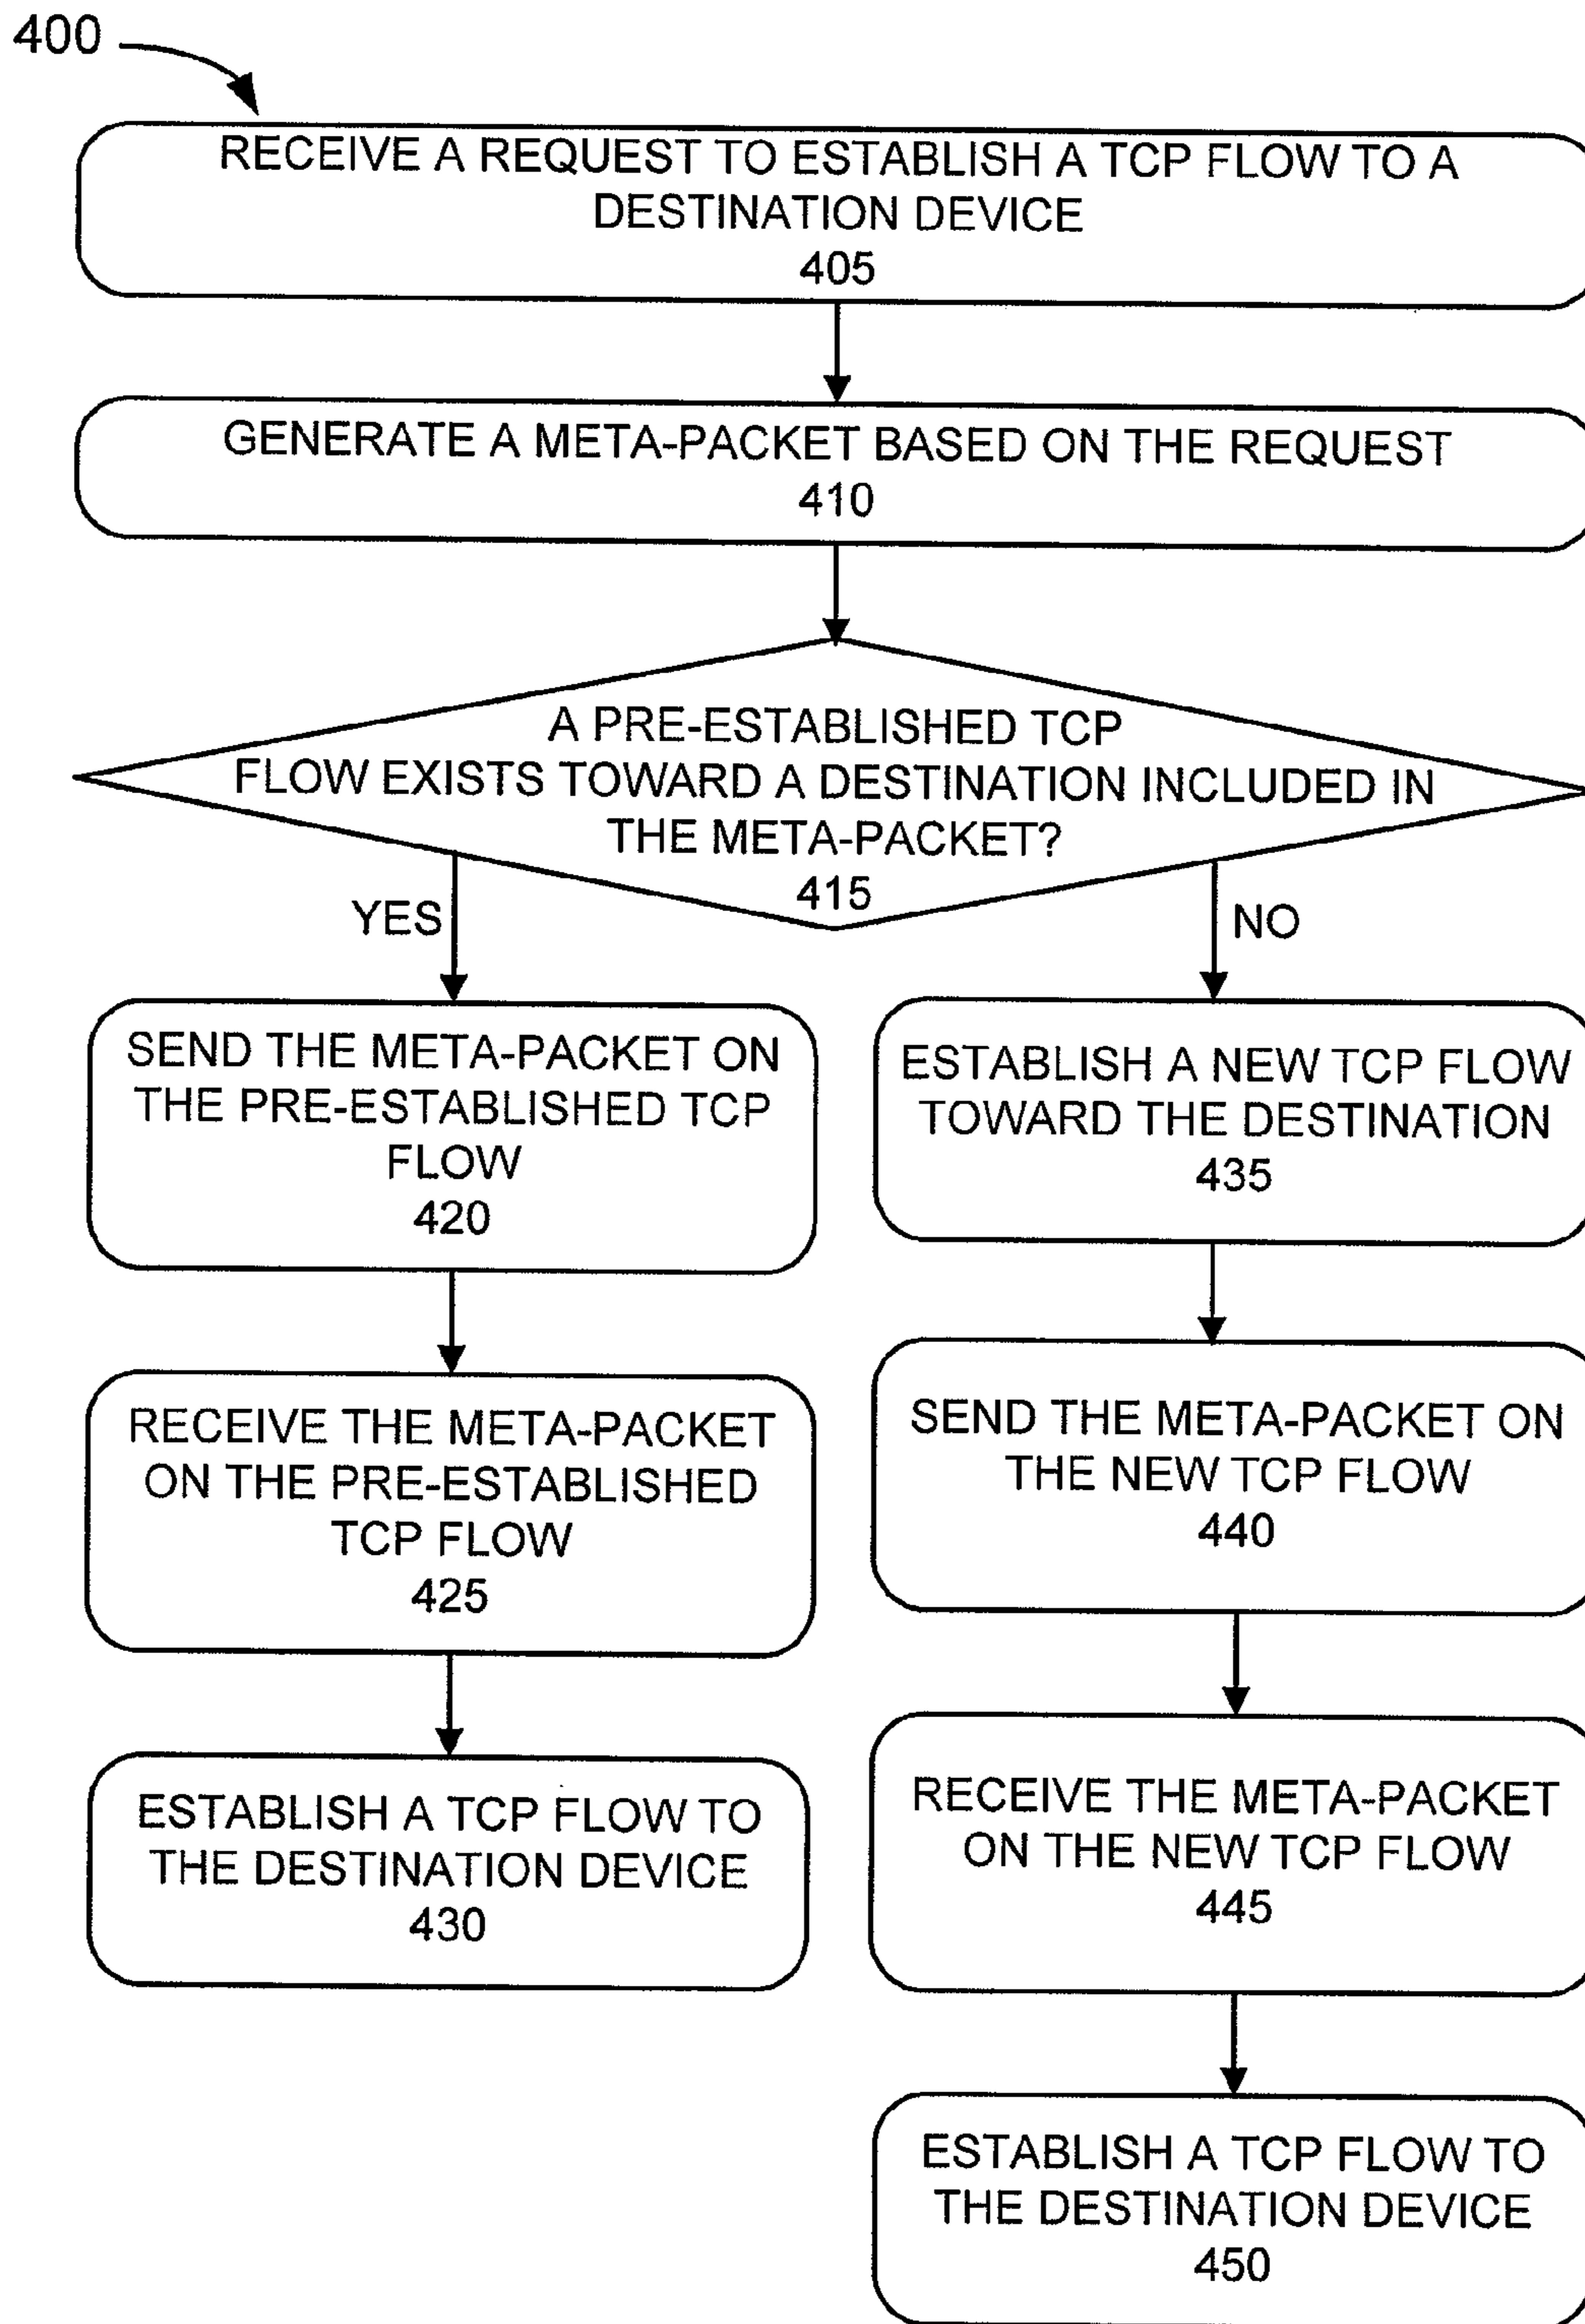 400
RECEIVE A REQUEST TO ESTABLISH A TCP FLOW TO A
DESTINATION DEVICE
405
GENERATE A META-PACKET BASED ON THE REQUEST
410
A PRE-ESTABLISHED TCP
FLOW EXISTS TOWARD A DESTINATION INCLUDED IN
THE META-PACKET?
415
YES
NO
SEND THE META-PACKET ON
THE PRE-ESTABLISHED TCP
FLOW
420
ESTABLISH A NEW TCP FLOW
TOWARD THE DESTINATION
435
RECEIVE THE META-PACKET
ON THE PRE-ESTABLISHED
TCP FLOW
425
SEND THE META-PACKET ON
THE NEW TCP FLOW
440
ESTABLISH A TCP FLOW TO
THE DESTINATION DEVICE
430
RECEIVE THE META-PACKET
ON THE NEW TCP FLOW
445
ESTABLISH A TCP FLOW TO
THE DESTINATION DEVICE
450